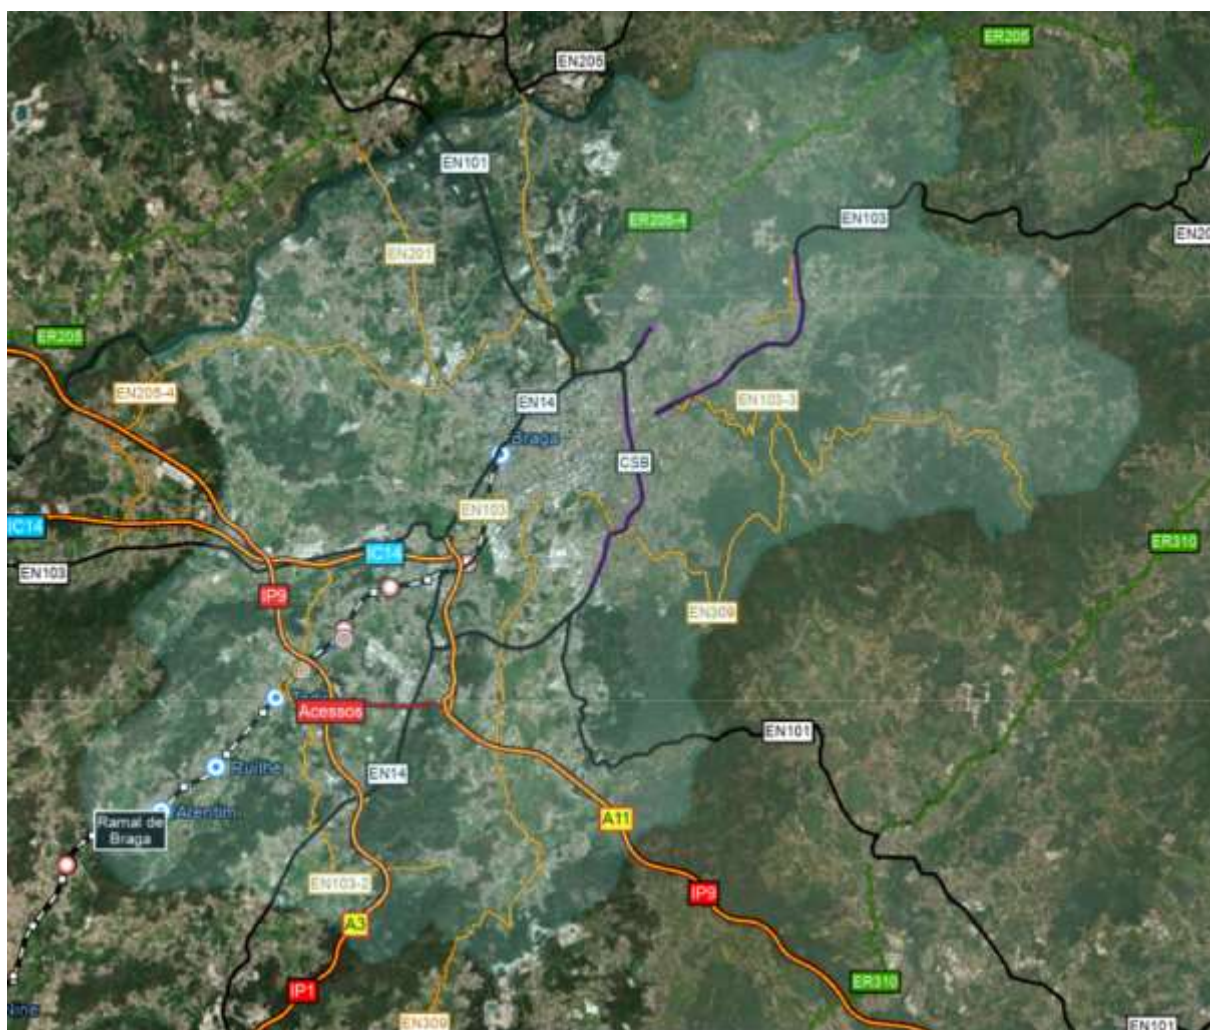 ER205
EN205
EN101
ER205-4
EN103
EN201
ER205
EN205-4
EN14
EN103-3
Braga
CSB
EN103
IC14
IC14
EN103
ER310
IP9
EN309
Acessos
EN101
Ruilhe
EN14
Arentim
Ramal de
Braga
A11
EN103-2
IP9
A3
ER310
IP1
Nine
EN309
EN101